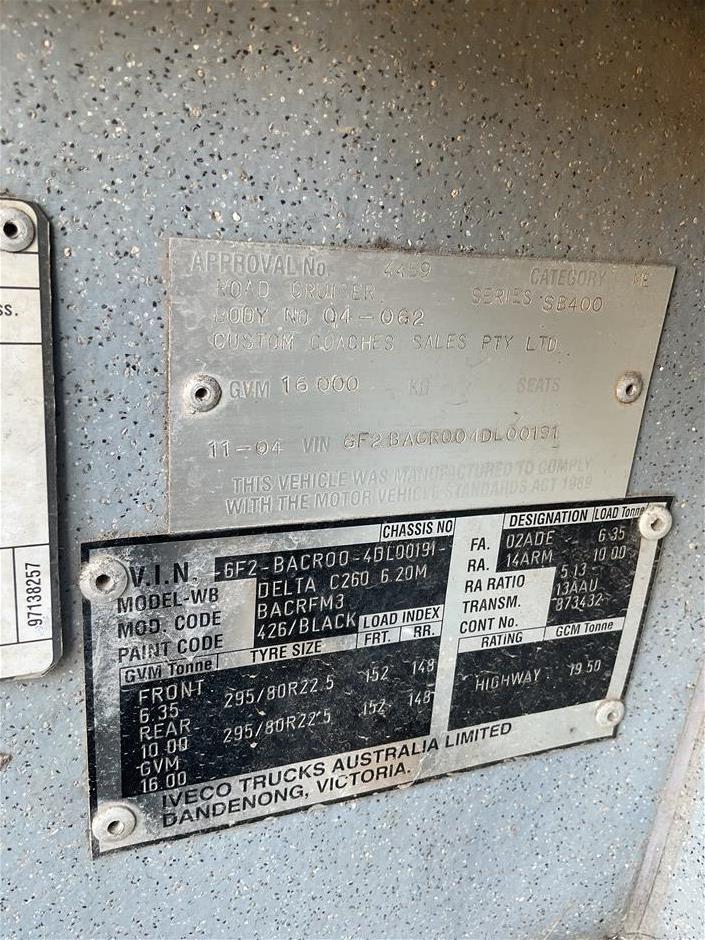 SS.
97138257
APPROVAL No. 4459 CATEGORY ME
ROAD CRUISER SERIES SB400
BODY No 04-062
CUSTOM COACHES SALES PTY LTD.
GVM 16 000 KG SEATS
11-04 VIN 6F2BACR004DL00191
THIS VEHICLE WAS MANUFACTURED TO COMPLY
WITH THE MOTOR VEHICLE STANDARDS ACT 1989
CHASSIS NO
V.I.N. -6F2-BACR00-4DL00191-
MODEL-WB DELTA C260 6.20M
MOD. CODE BACRFM3
PAINT CODE 426/BLACK
LOAD INDEX
GVM Tonne TYRE SIZE FRT. RR.
FRONT 295/80R22.5 152 148
6.35
REAR 295/80R22.5 152 148
10.00
GVM
16.00
DESIGNATION LOAD Tonne
FA. 02ADE 6.35
RA. 14ARM 10.00
RA RATIO 5.13
TRANSM. 13AAU
CONT No. 873432-
RATING GCM Tonne
HIGHWAY 19.50
IVECO TRUCKS AUSTRALIA LIMITED
DANDENONG, VICTORIA.